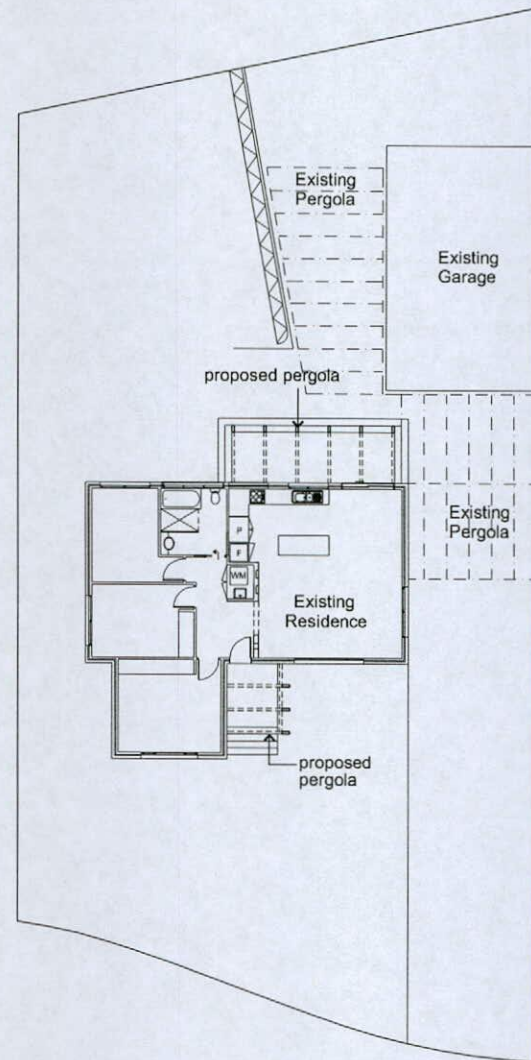 Existing
Pergola
Existing
Garage
proposed pergola
Existing
Pergola
P
F
WM
Existing
Residence
proposed
pergola